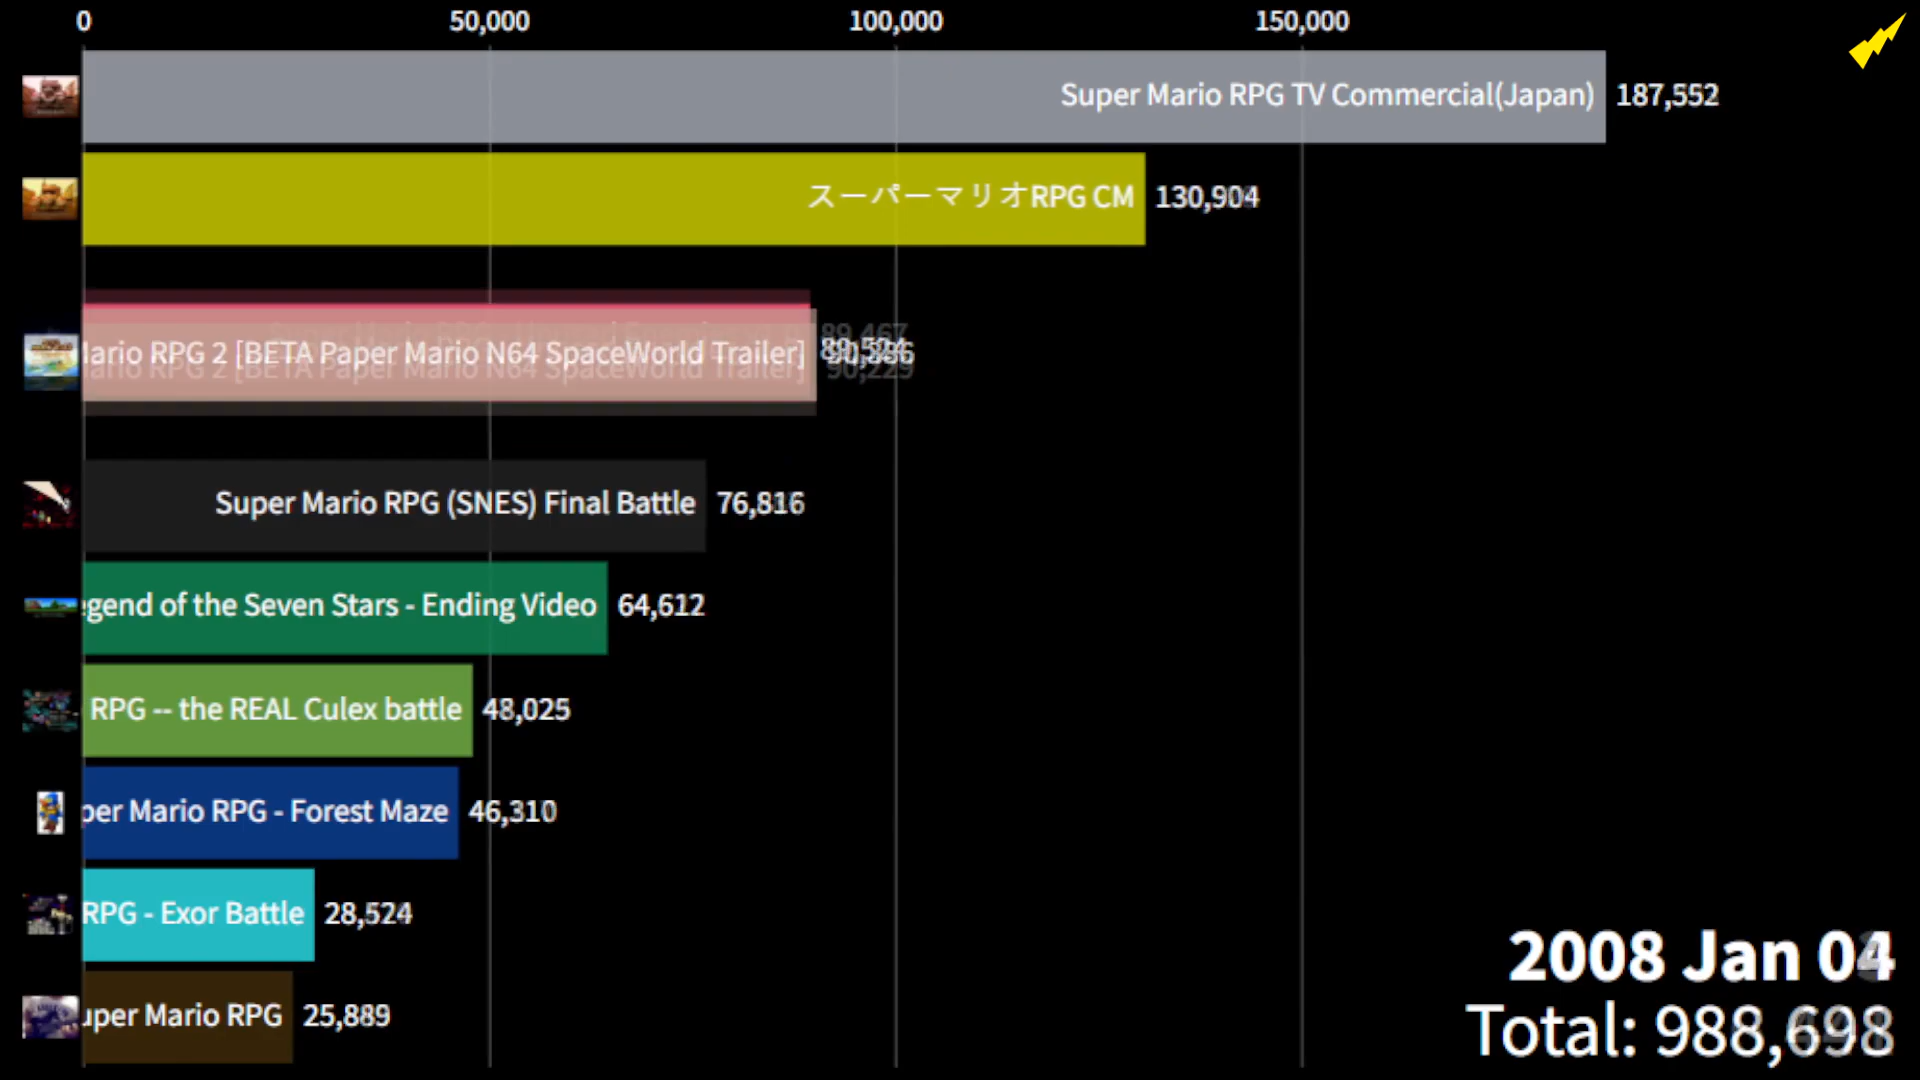 0 50,000 100,000 150,000
Super Mario RPG TV Commercial(Japan) 187,552
スーパーマリオRPG CM 130,904
lario RPG 2 [BETA Paper Mario N64 SpaceWorld Trailer]
Super Mario RPG (SNES) Final Battle 76,816
egend of the Seven Stars - Ending Video 64,612
RPG -- the REAL Culex battle 48,025
per Mario RPG - Forest Maze 46,310
RPG - Exor Battle 28,524
uper Mario RPG 25,889
2008 Jan 04
Total: 988,698